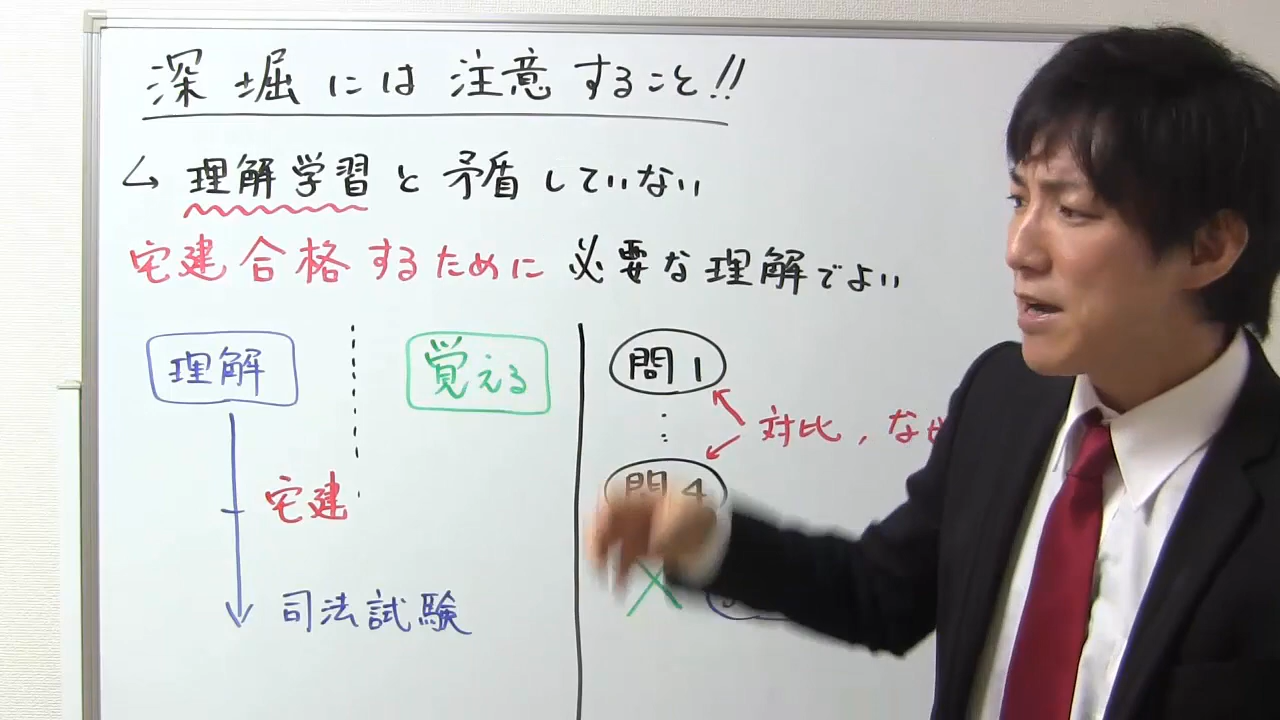 深堀には注意すること!!
↳ 理解学習と矛盾していない
宅建合格するために必要な理解でよい
理解
覚える
宅建
司法試験
問1
：
対比,
問4
×